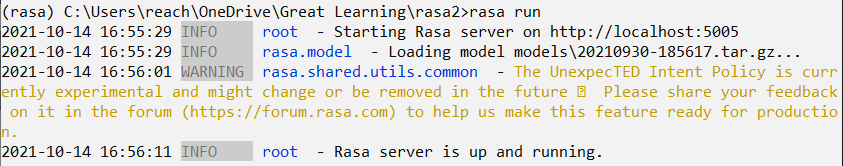 (rasa) C:\Users\reach\OneDrive\Great Learning\rasa2>rasa run
2021-10-14 16:55:29 INFO     root  - Starting Rasa server on http://localhost:5005
2021-10-14 16:55:29 INFO     rasa.model  - Loading model models\20210930-185617.tar.gz...
2021-10-14 16:56:01 WARNING  rasa.shared.utils.common  - The UnexpecTED Intent Policy is curr
ently experimental and might change or be removed in the future   Please share your feedback
 on it in the forum (https://forum.rasa.com) to help us make this feature ready for productio
n.
2021-10-14 16:56:11 INFO     root  - Rasa server is up and running.